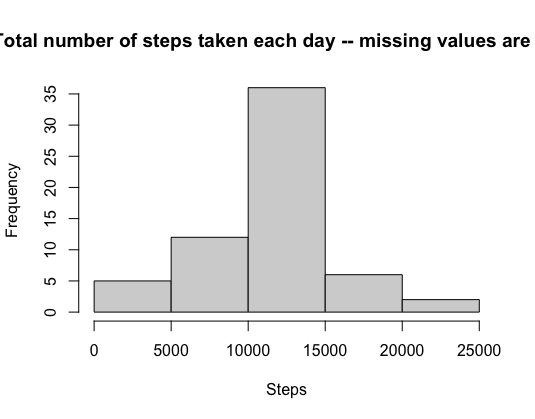 Total number of steps taken each day -- missing values are
Frequency
35
30
25
20
15
10
5
0
0 5000 10000 15000 20000 25000
Steps